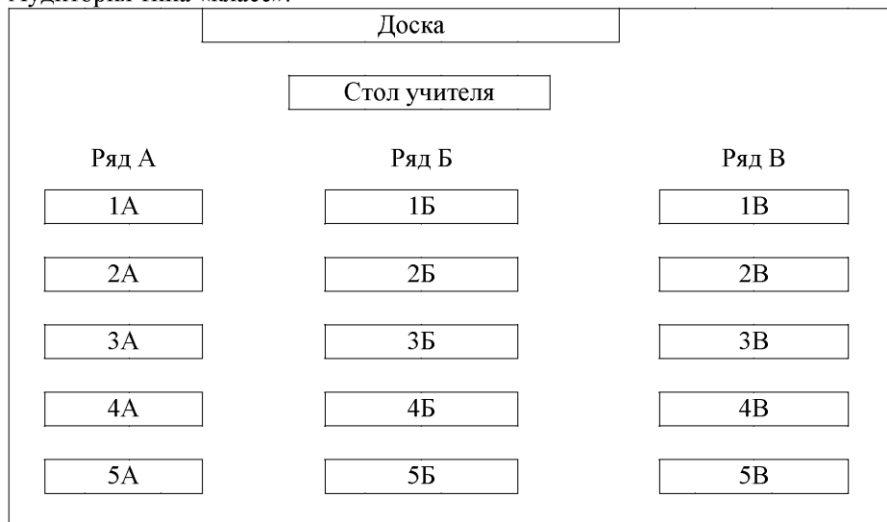 Доска
Стол учителя
Ряд А Ряд Б Ряд В
1А 1Б 1В
2А 2Б 2В
3А 3Б 3В
4А 4Б 4В
5А 5Б 5В